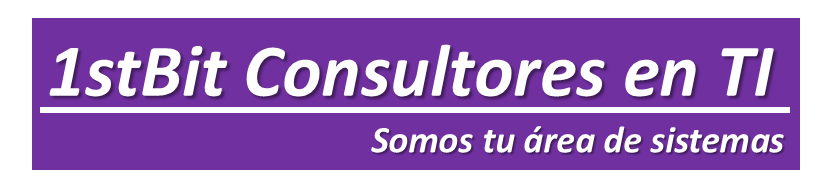 1stBit Consultores en TI
Somos tu área de sistemas